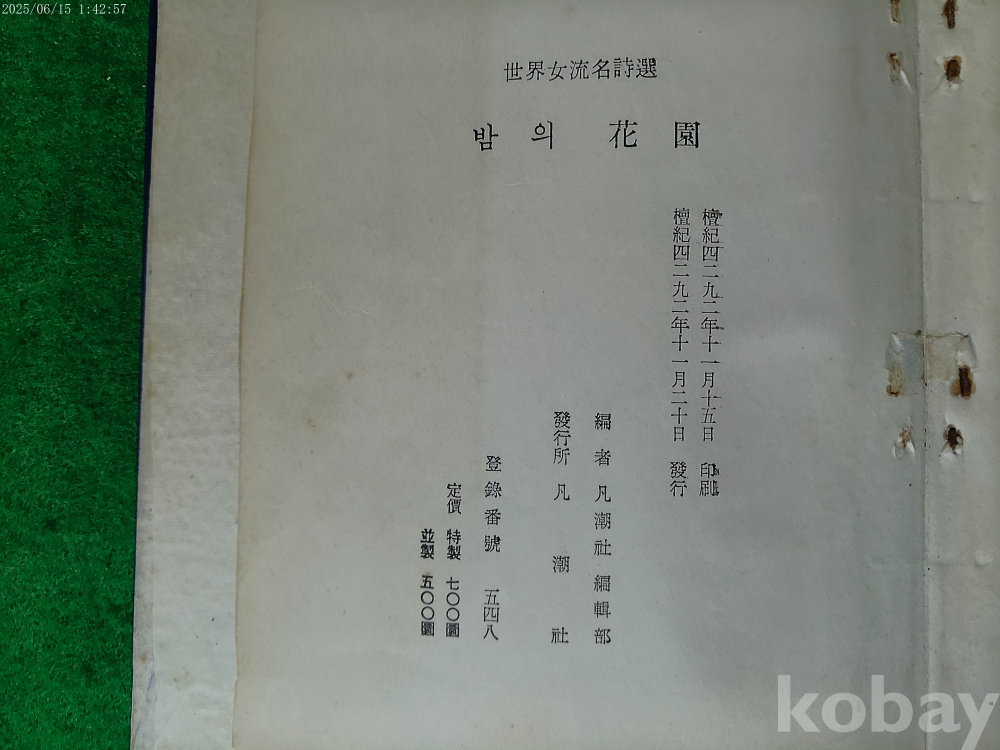 2025/06/15 1:42:57
世界女流名詩選
밤의 花園
檀紀四二九二年十一月十五日 印刷
檀紀四二九二年十一月二十日 發行
編者 凡潮社編輯部
發行所 凡潮社
登錄番號 五四八
定價 特製 七〇〇圜
並製 五〇〇圜
kobay